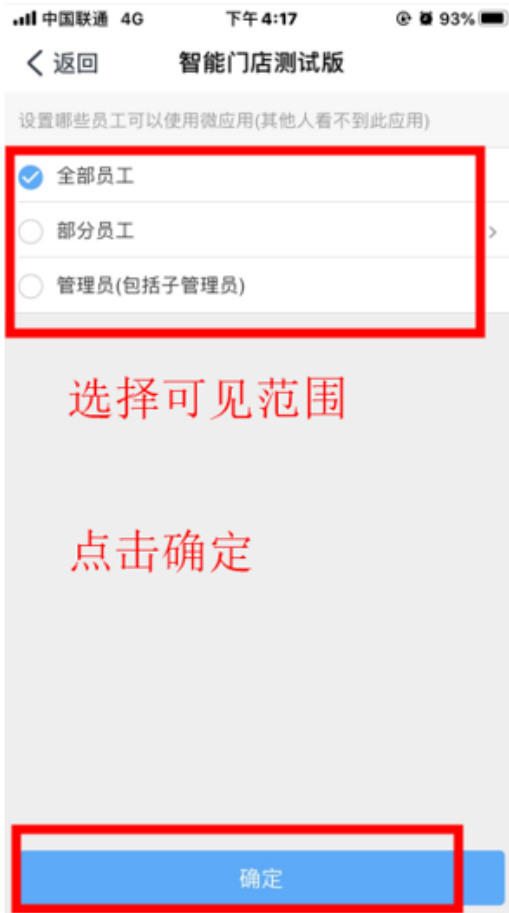 中国联通 4G 下午4:17 93%
返回 智能门店测试版
设置哪些员工可以使用微应用(其他人看不到此应用)
全部员工
部分员工
管理员(包括子管理员)
选择可见范围
点击确定
确定